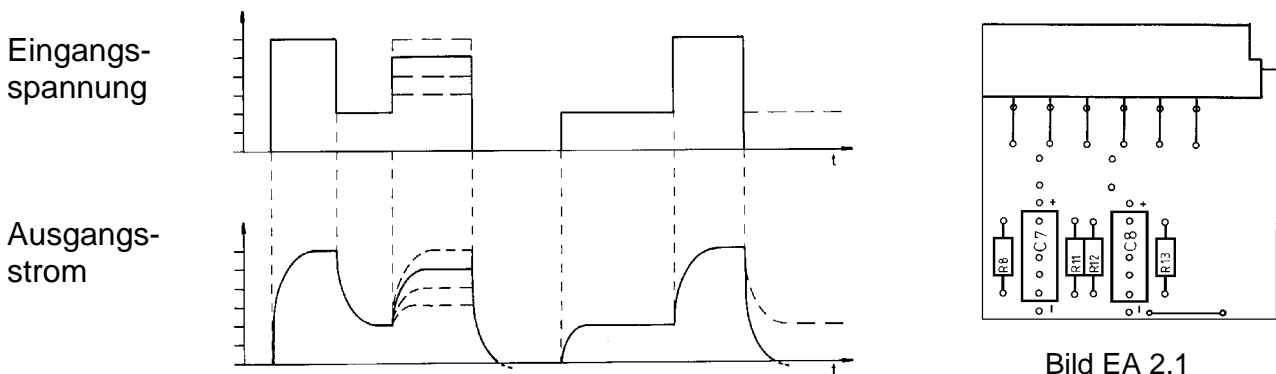 Eingangs-
spannung
t
Ausgangs-
strom
t
+
+
R8
C7
R11
R12
C8
R13
–
–
Bild EA 2.1